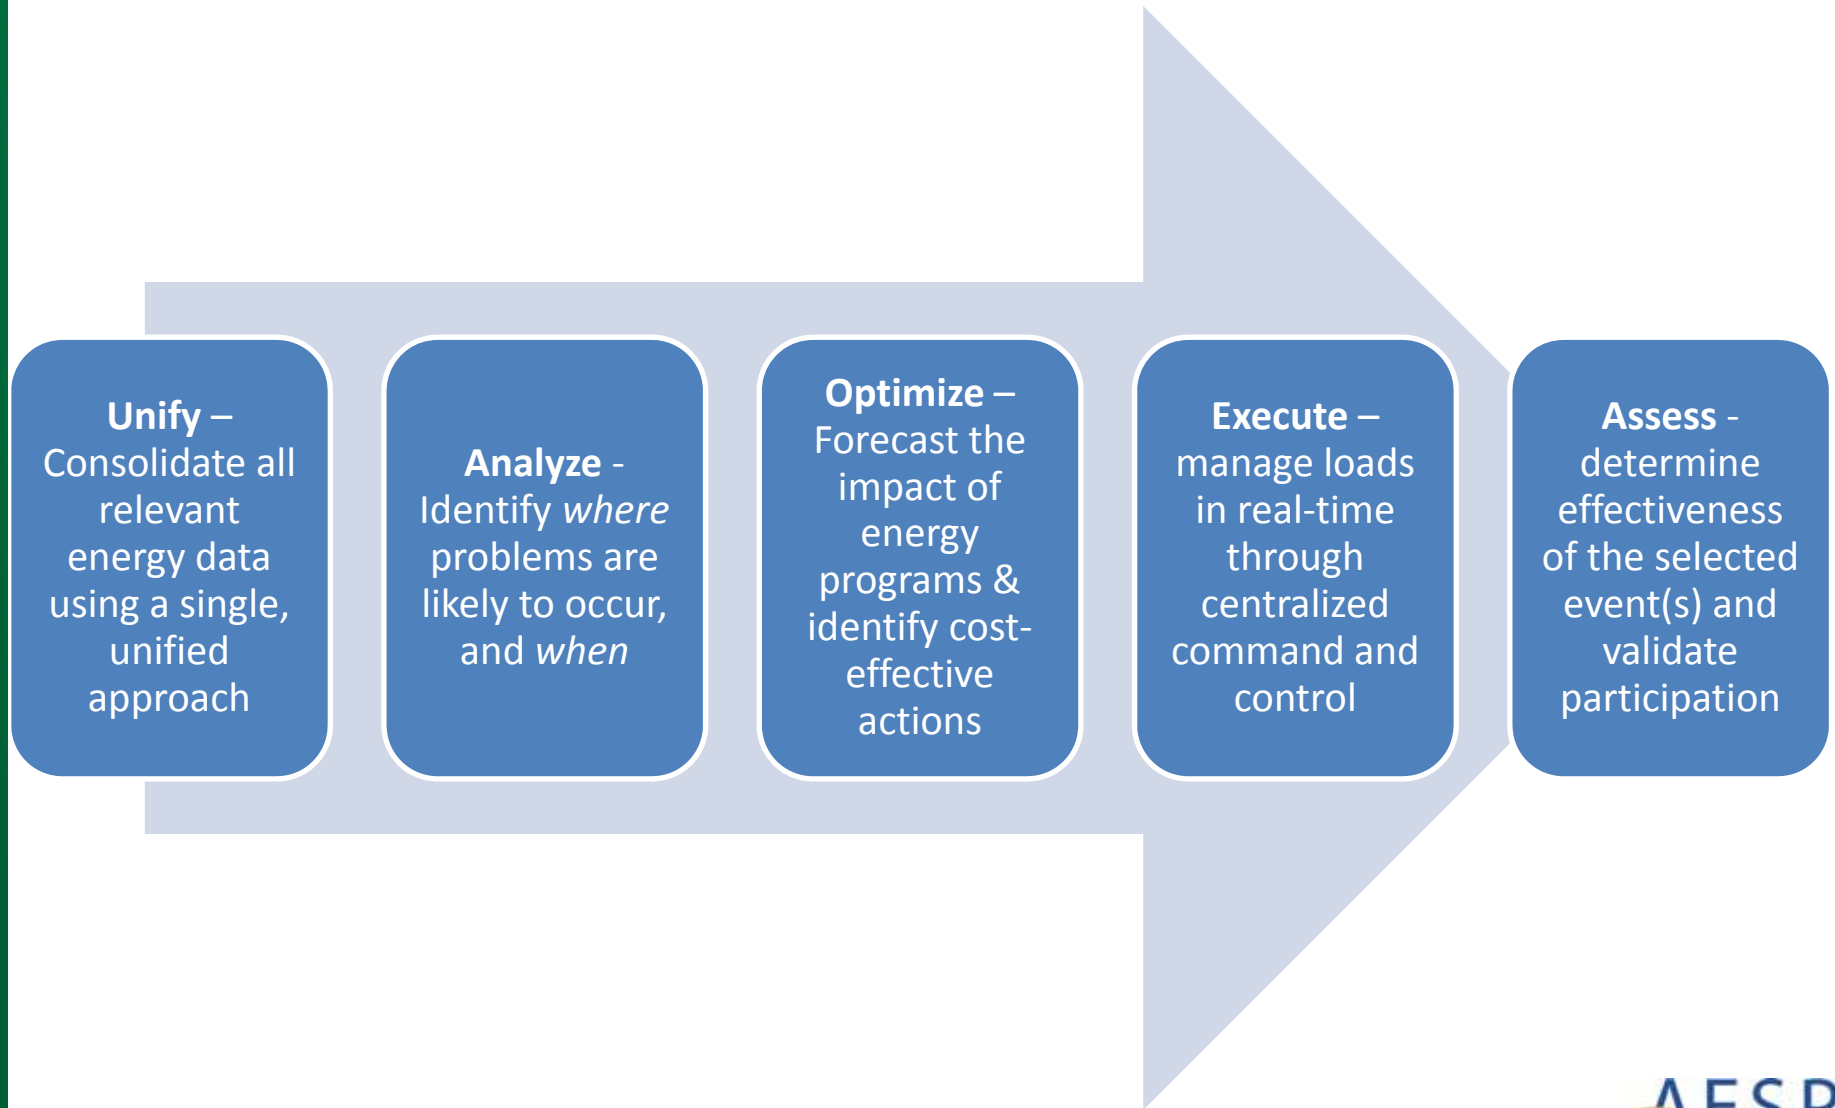 Unify –
Consolidate all
relevant
energy data
using a single,
unified
approach
Analyze -
Identify where
problems are
likely to occur,
and when
Optimize –
Forecast the
impact of
energy
programs &
identify cost-
effective
actions
Execute –
manage loads
in real-time
through
centralized
command and
control
Assess -
determine
effectiveness
of the selected
event(s) and
validate
participation